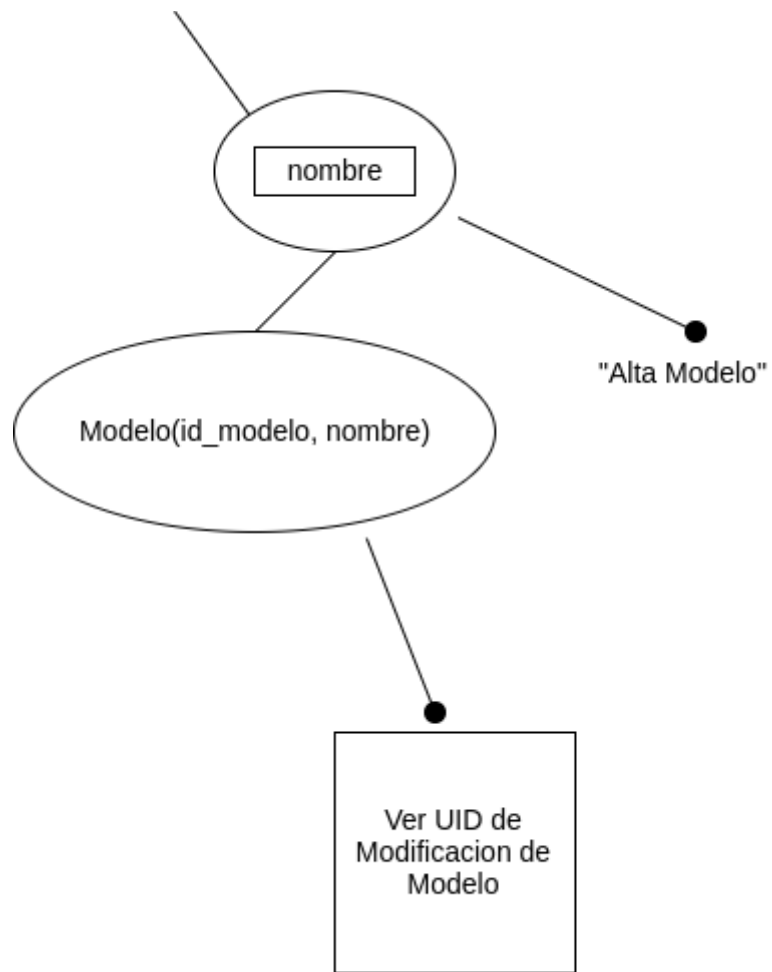 nombre
"Alta Modelo"
Modelo(id_modelo, nombre)
Ver UID de
Modificacion de
Modelo